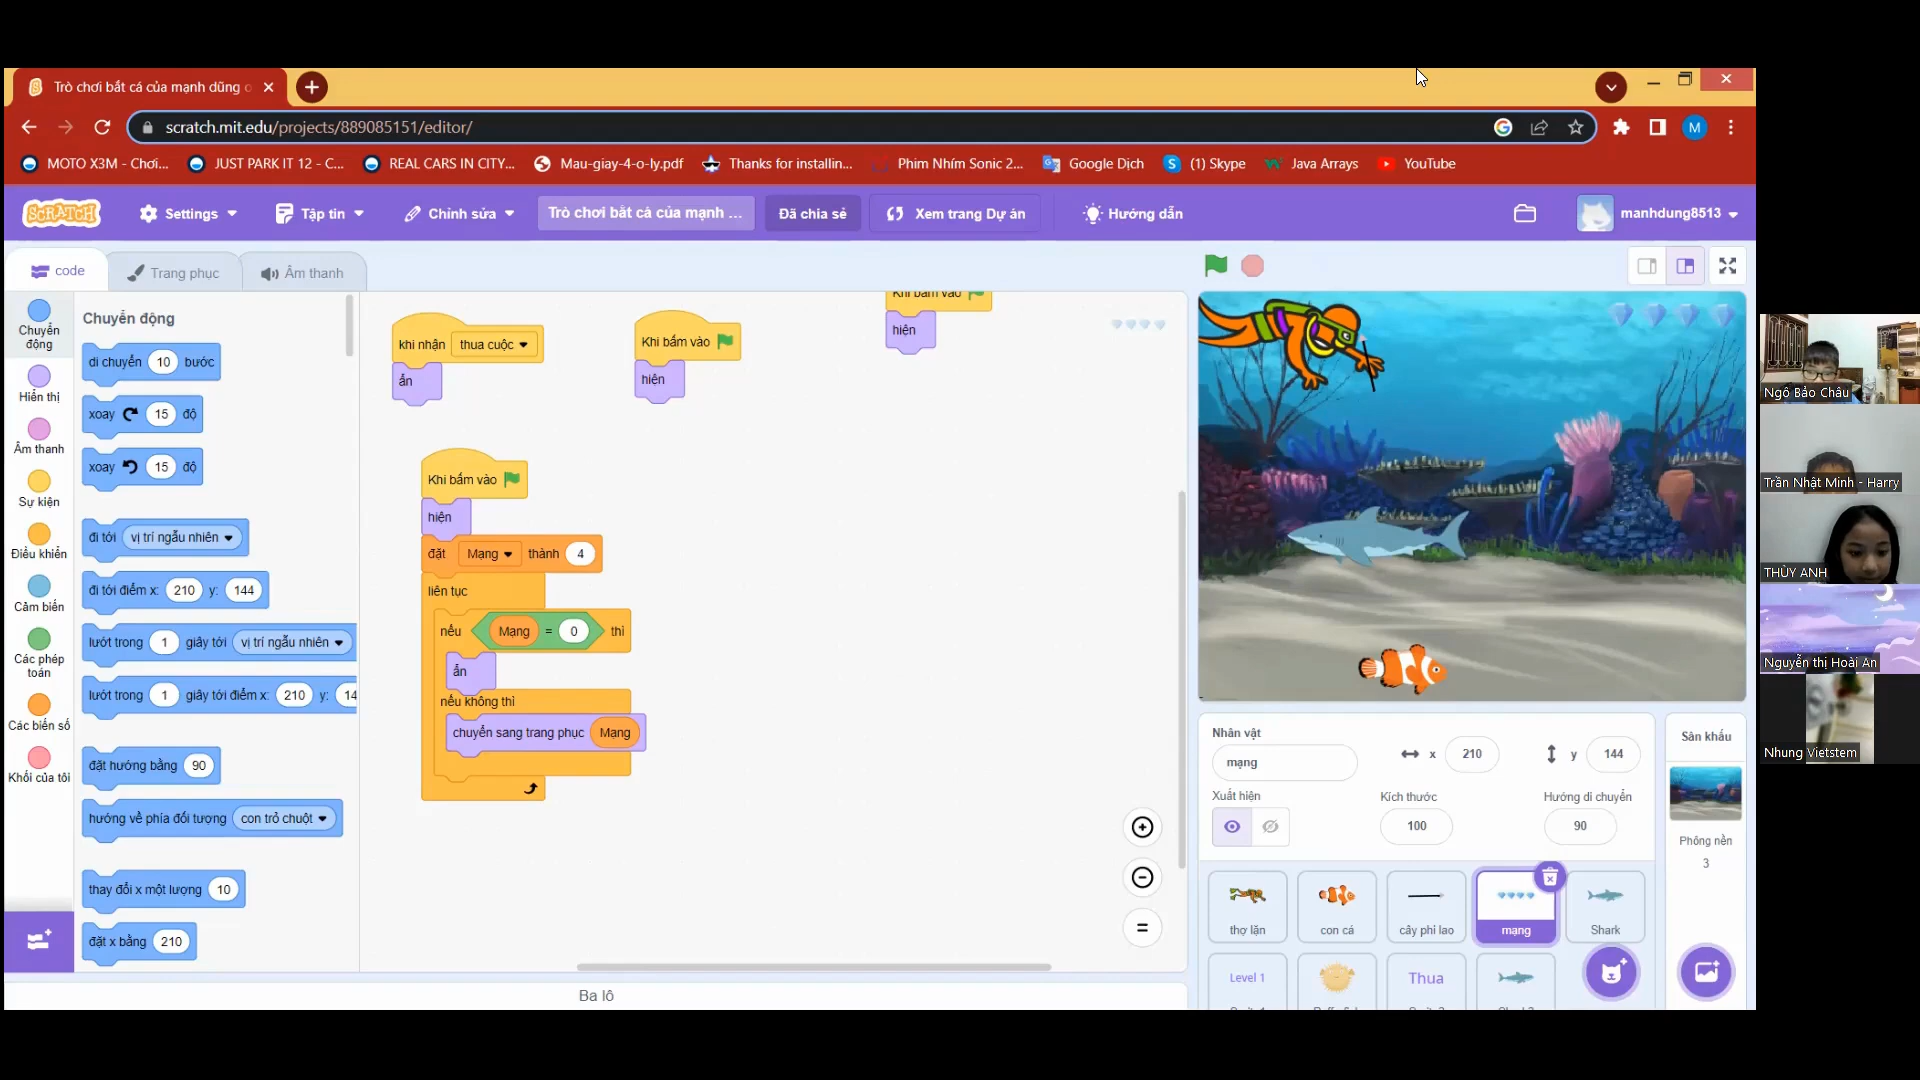 Trò chơi bắt cá của mạnh dũng
scratch.mit.edu/projects/889085151/editor/
M
MOTO X3M - Chơi...
JUST PARK IT 12 - C...
REAL CARS IN CITY...
Mau-giay-4-o-ly.pdf
Thanks for installin...
Phim Nhím Sonic 2...
Google Dịch
(1) Skype
Java Arrays
YouTube
SCRATCH
Settings
Tập tin
Chỉnh sửa
Trò chơi bắt cá của mạnh ...
Đã chia sẻ
Xem trang Dự án
Hướng dẫn
manhdung8513
code
Trang phục
Âm thanh
Chuyển động
Hiển thị
Âm thanh
Sự kiện
Điều khiển
Cảm biến
Các phép toán
Các biến số
Khối của tôi
Chuyển động
di chuyển 10 bước
xoay 15 độ
xoay 15 độ
đi tới vị trí ngẫu nhiên
đi tới điểm x: 210 y: 144
lướt trong 1 giây tới vị trí ngẫu nhiên
lướt trong 1 giây tới điểm x: 210 y: 14
đặt hướng bằng 90
hướng về phía đối tượng con trỏ chuột
thay đổi x một lượng 10
đặt x bằng 210
khi nhận thua cuộc
ẩn
Khi bấm vào
hiện
Khi bấm vào
hiện
Khi bấm vào
hiện
đặt Mạng thành 4
liên tục
nếu Mạng = 0 thì
ẩn
nếu không thì
chuyển sang trang phục Mạng
Ba lô
Nhân vật
mạng
x 210
y 144
Xuất hiện
Kích thước
100
Hướng di chuyển
90
thợ lặn
con cá
cây phi lao
mạng
Shark
Level 1
Thua
Sân khấu
Phông nền
3
Ngô Bảo Châu
Trần Nhật Minh - Harry
THÙY ANH
Nguyễn thị Hoài An
Nhung Vietstem